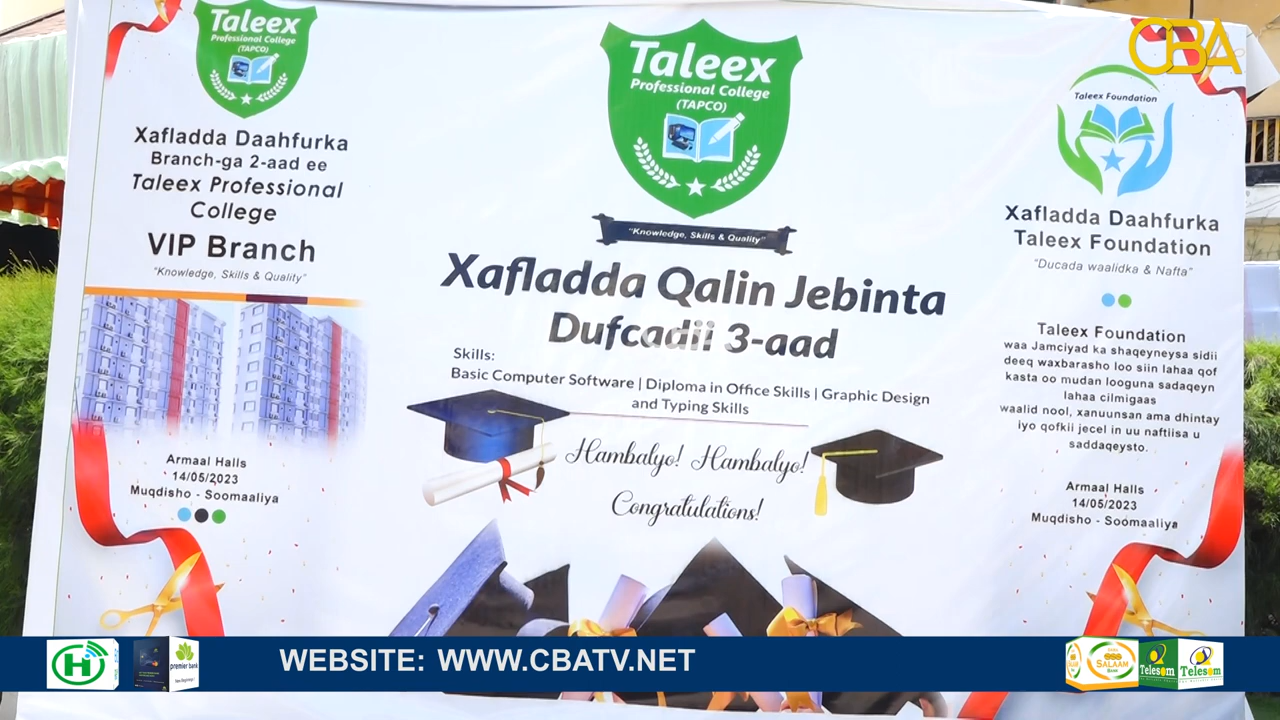 CBA
Taleex
Professional College
(TAPCO)
Xafladda Daahfurka
Branch-ga 2-aad ee
Taleex Professional
College
VIP Branch
"Knowledge, Skills & Quality"
Armaal Halls
14/05/2023
Muqdisho - Soomaaliya
Taleex
Professional College
(TAPCO)
"Knowledge, Skills & Quality"
Xafladda Qalin Jebinta
Dufcadii 3-aad
Skills:
Basic Computer Software | Diploma in Office Skills | Graphic Design
and Typing Skills
Hambalyo! Hambalyo!
Congratulations!
Taleex Foundation
Xafladda Daahfurka
Taleex Foundation
"Ducada waalidka & Nafta"
Taleex Foundation
waa Jamciyad ka shaqeyneysa sidii
deeq waxbarasho loo siin lahaa qof
kasta oo mudan looguna sadaqeyn
lahaa cilmigaas
waalid nool, xanuunsan ama dhintay
iyo qofkii jecel in uu naftiisa u
saddaqeysto.
Armaal Halls
14/05/2023
Muqdisho - Soomaaliya
H
premier bank
WEBSITE: WWW.CBATV.NET
SALAAM
BANK
Telesom
Telesom